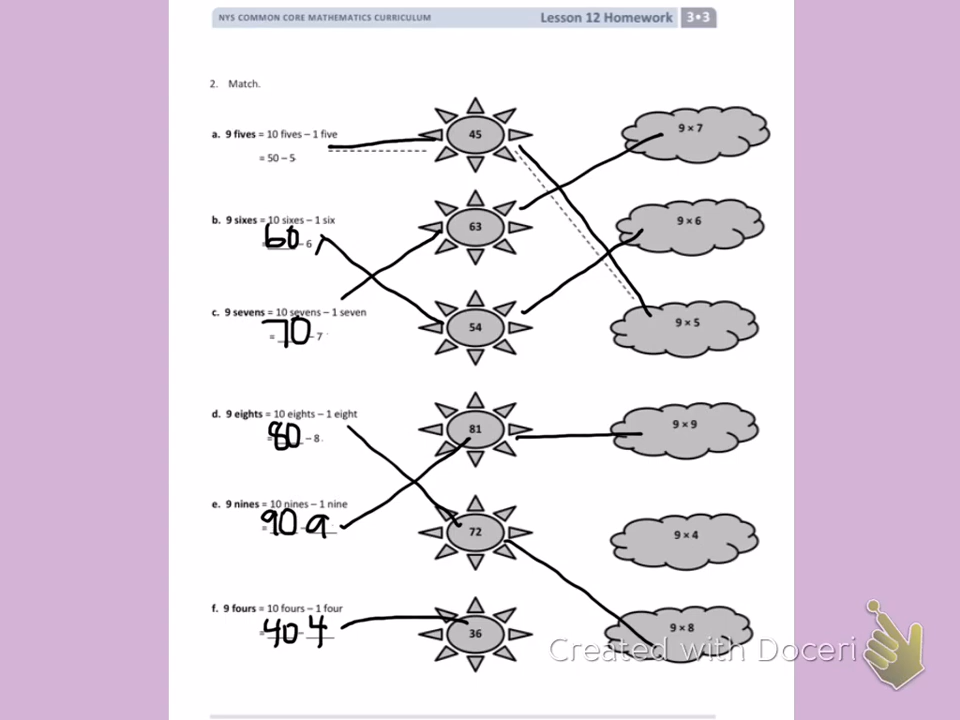 NYS COMMON CORE MATHEMATICS CURRICULUM Lesson 12 Homework 3•3
2. Match.
a. 9 fives = 10 fives – 1 five
= 50 – 5
45
9 × 7
b. 9 sixes = 10 sixes – 1 six
= 60 – 6
63
9 × 6
c. 9 sevens = 10 sevens – 1 seven
= 70 – 7
54
9 × 5
d. 9 eights = 10 eights – 1 eight
= 80 – 8
81
9 × 9
e. 9 nines = 10 nines – 1 nine
= 90 – 9
72
9 × 4
f. 9 fours = 10 fours – 1 four
= 40 – 4
36
9 × 8
Created with Doceri